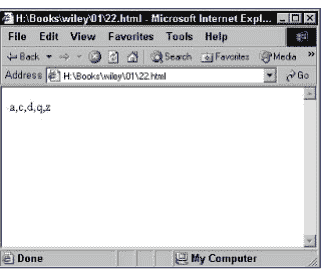 H:\Books\wiley\01\22.html - Microsoft Internet Expl...
File Edit View Favorites Tools Help
Back Search Favorites Media »
Address H:\Books\wiley\01\22.html Go
a,c,d,q,z
Done My Computer